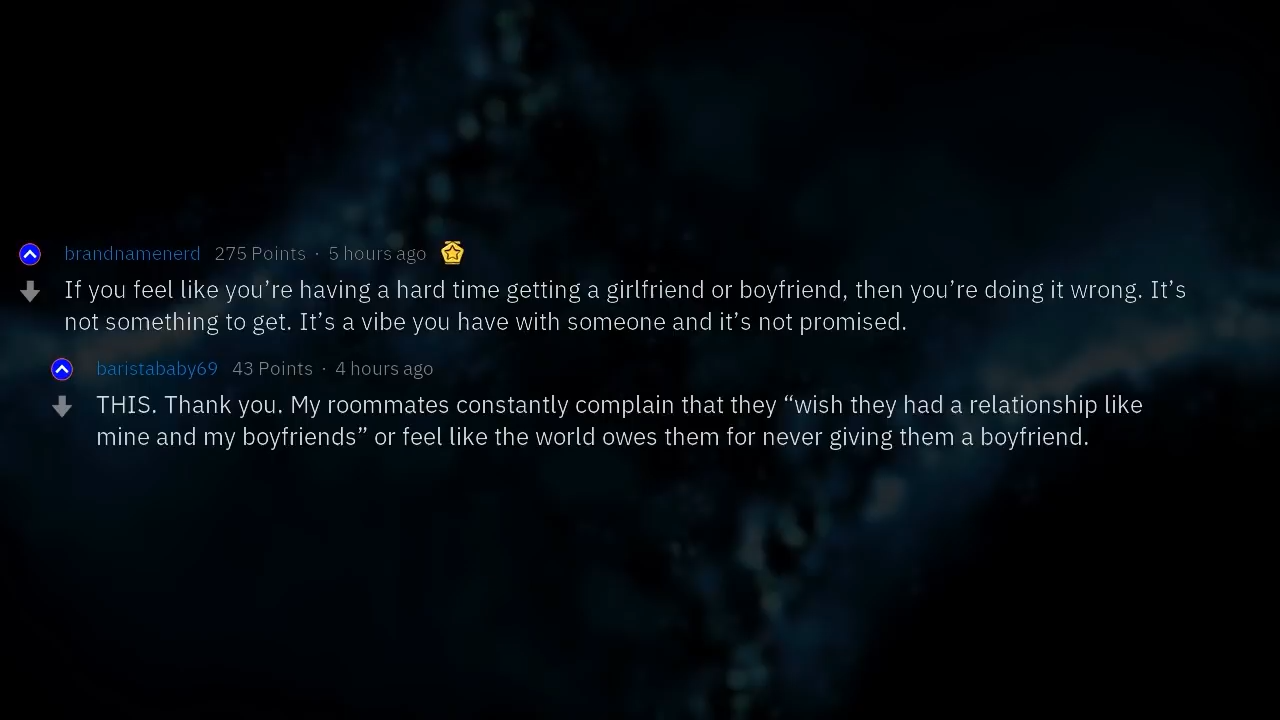 brandnamenerd 275 Points · 5 hours ago
If you feel like you’re having a hard time getting a girlfriend or boyfriend, then you’re doing it wrong. It’s
not something to get. It’s a vibe you have with someone and it’s not promised.
baristababy69 43 Points · 4 hours ago
THIS. Thank you. My roommates constantly complain that they “wish they had a relationship like
mine and my boyfriends” or feel like the world owes them for never giving them a boyfriend.